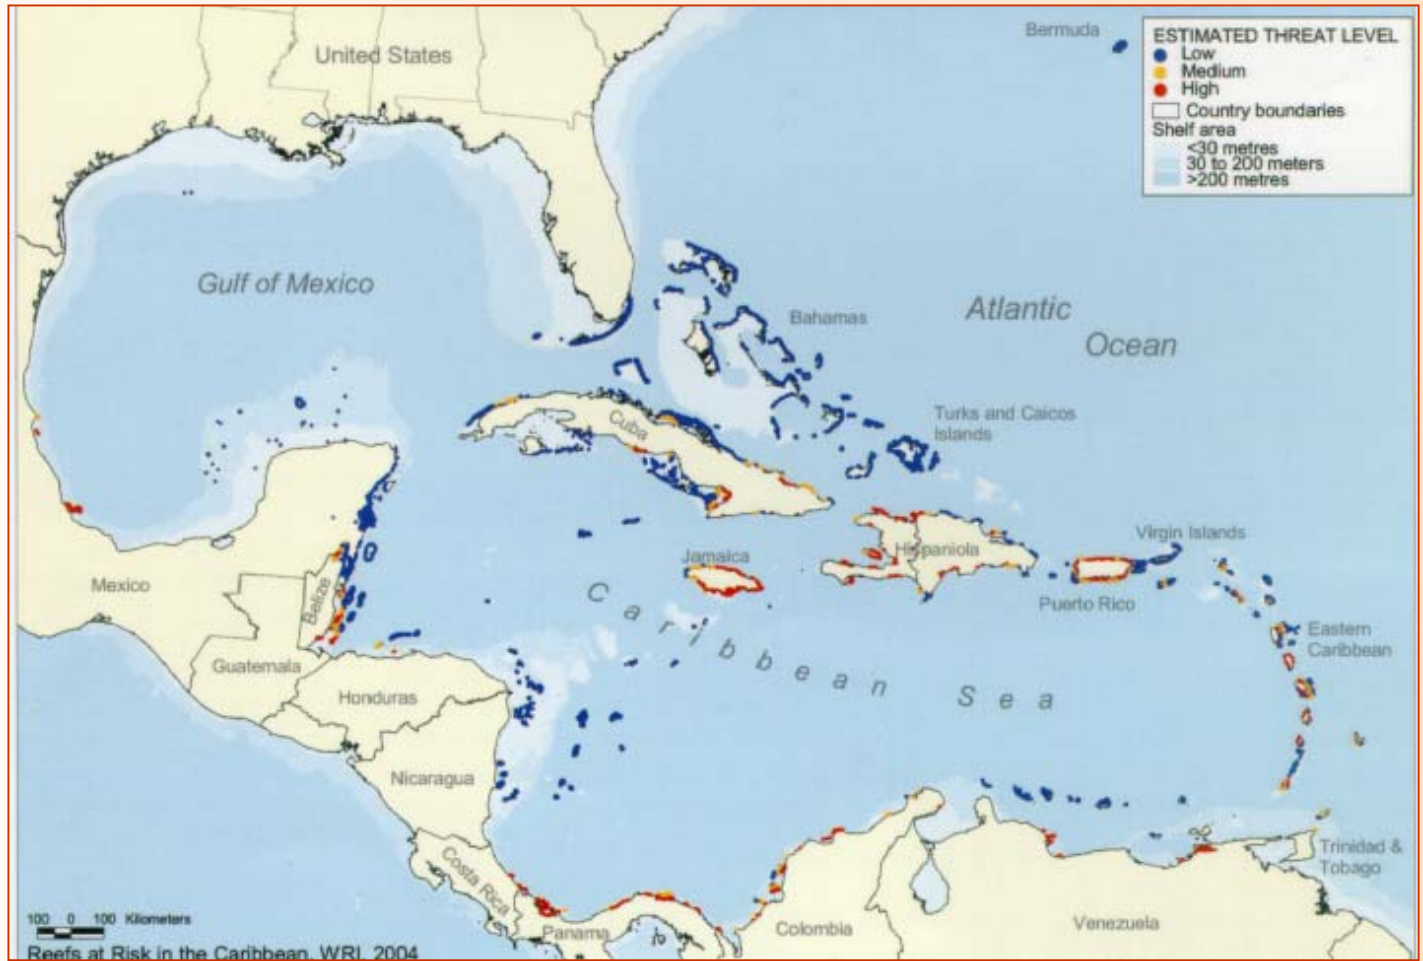 Bermuda
ESTIMATED THREAT LEVEL
Low
Medium
High
Country boundaries
Shelf area
<30 metres
30 to 200 meters
>200 metres
United States
Gulf of Mexico
Bahamas
Atlantic
Ocean
Turks and Caicos
Islands
Cuba
Virgin Islands
Jamaica
Hispaniola
Mexico
Belize
Puerto Rico
Caribbean Sea
Eastern
Caribbean
Guatemala
Honduras
Nicaragua
Costa Rica
Trinidad &
Tobago
100 0 100 Kilometers
Panama
Colombia
Venezuela
Reefs at Risk in the Caribbean, WRI, 2004